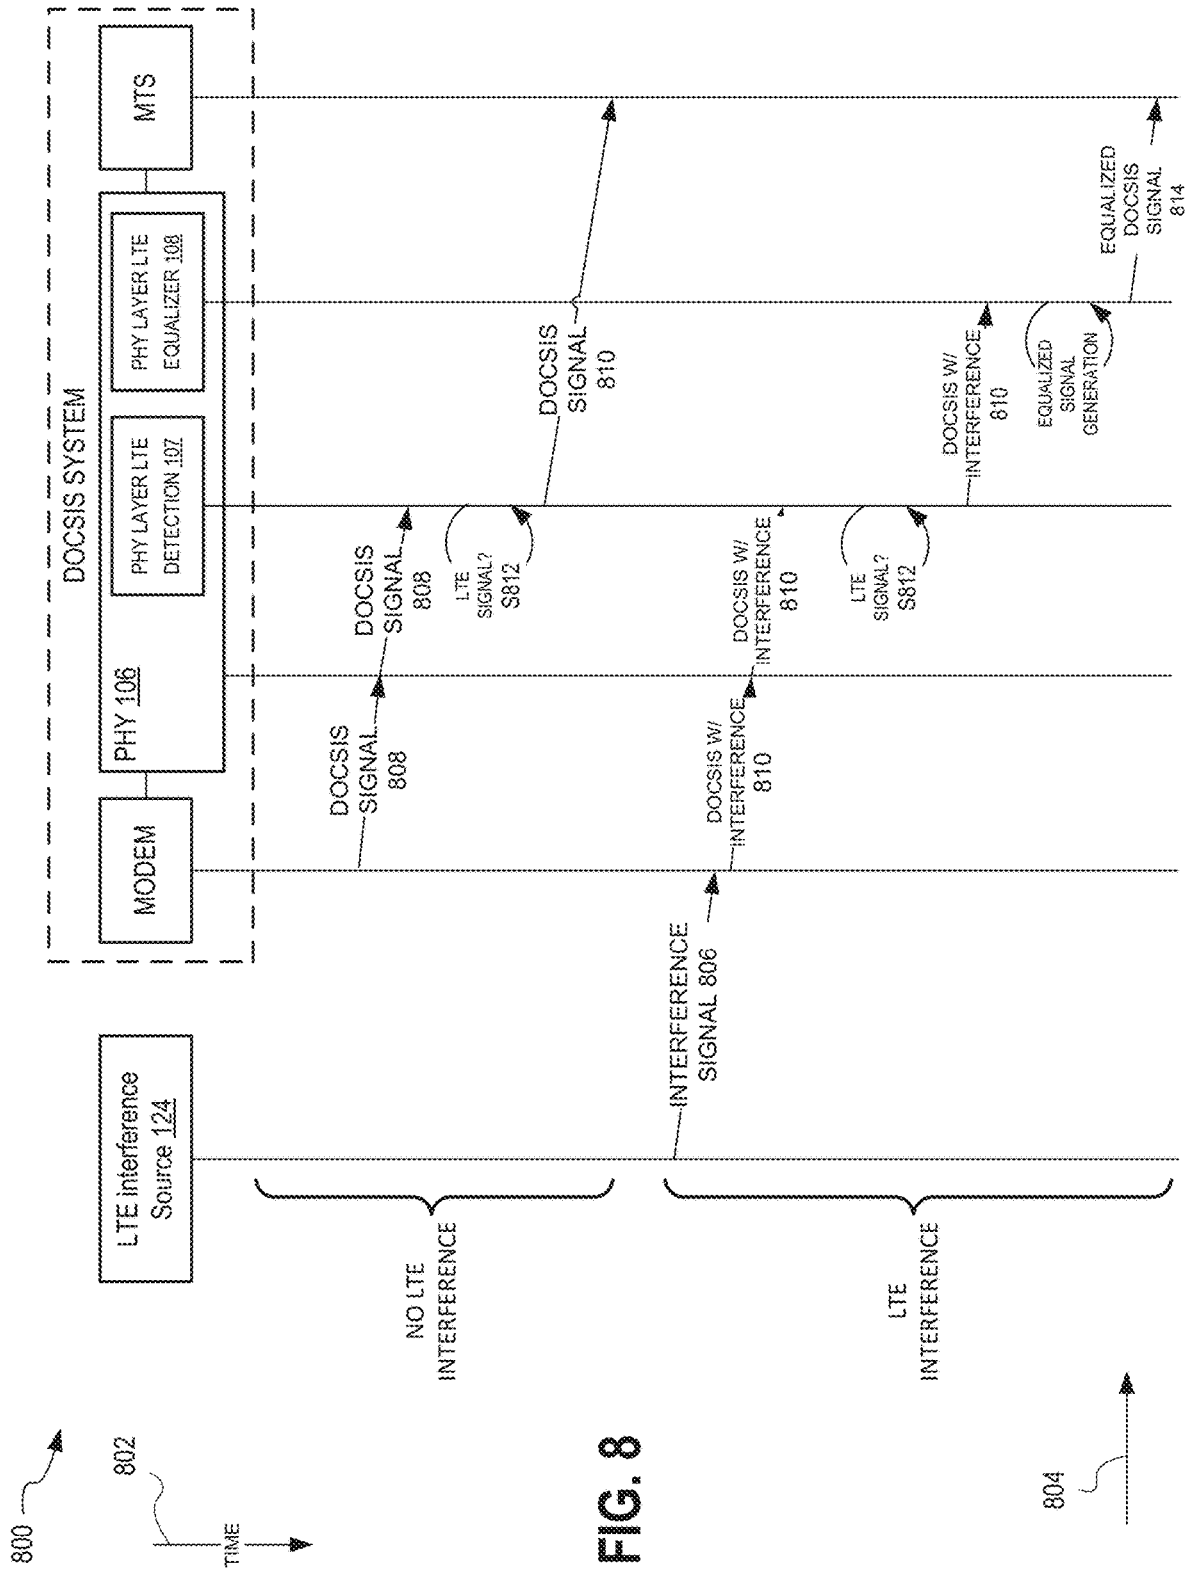 800
802
TIME
LTE interference
Source 124
DOCSIS SYSTEM
MODEM
PHY 106
PHY LAYER LTE
DETECTION 107
PHY LAYER LTE
EQUALIZER 108
MTS
NO LTE
INTERFERENCE
DOCSIS
SIGNAL
808
DOCSIS
SIGNAL
808
LTE
SIGNAL?
S812
DOCSIS
SIGNAL
810
LTE
INTERFERENCE
INTERFERENCE
SIGNAL 806
DOCSIS W/
INTERFERENCE
810
DOCSIS W/
INTERFERENCE
810
LTE
SIGNAL?
S812
DOCSIS W/
INTERFERENCE
810
EQUALIZED
SIGNAL
GENERATION
EQUALIZED
DOCSIS
SIGNAL
814
804
FIG. 8